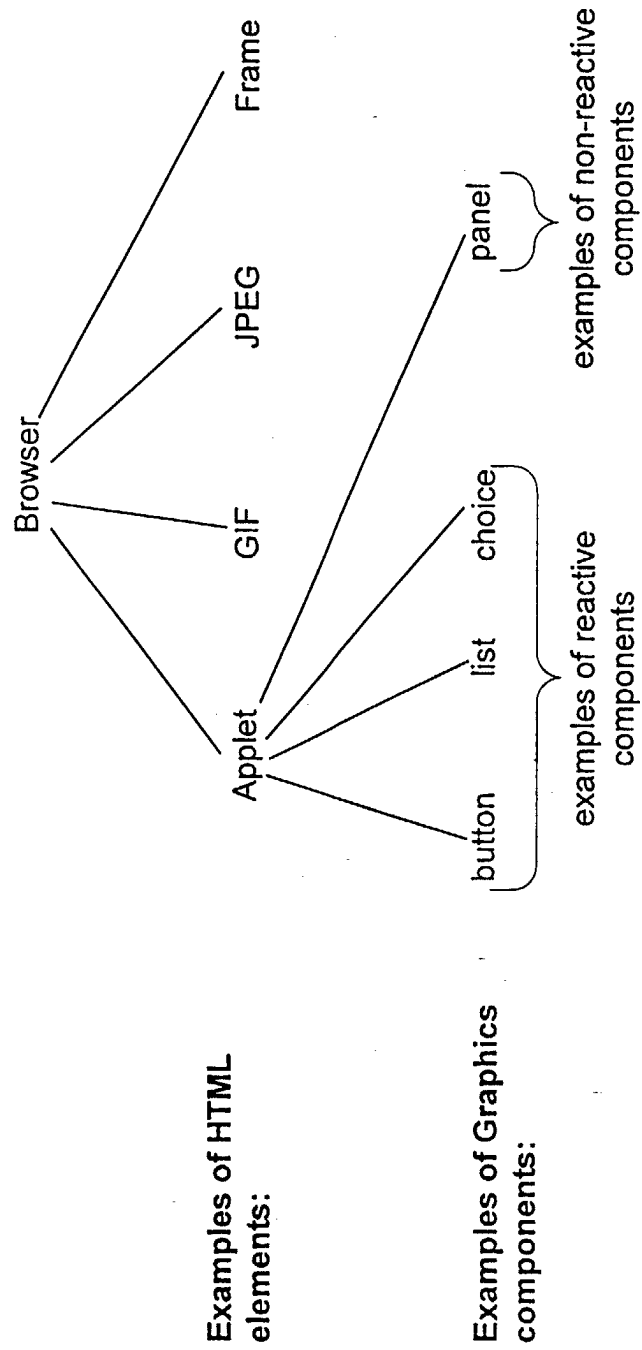 Browser
Examples of HTML
elements:
Applet GIF JPEG Frame
Examples of Graphics
components:
button list choice panel
examples of reactive
components
examples of non-reactive
components